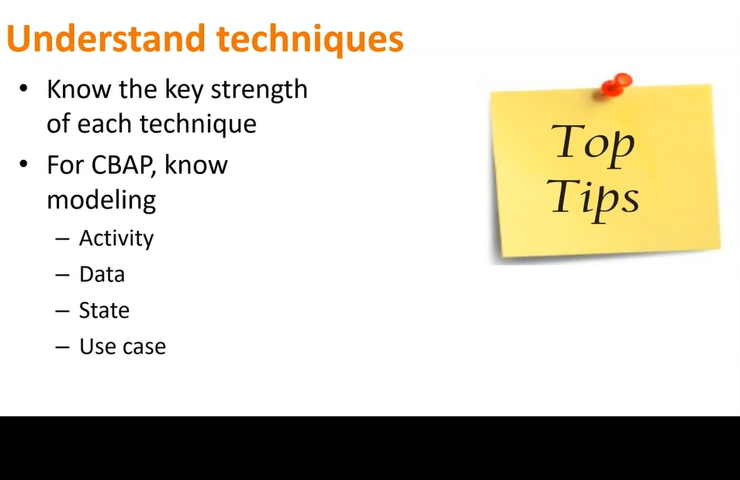 Understand techniques
• Know the key strength
of each technique
• For CBAP, know
modeling
– Activity
– Data
– State
– Use case
Top
Tips